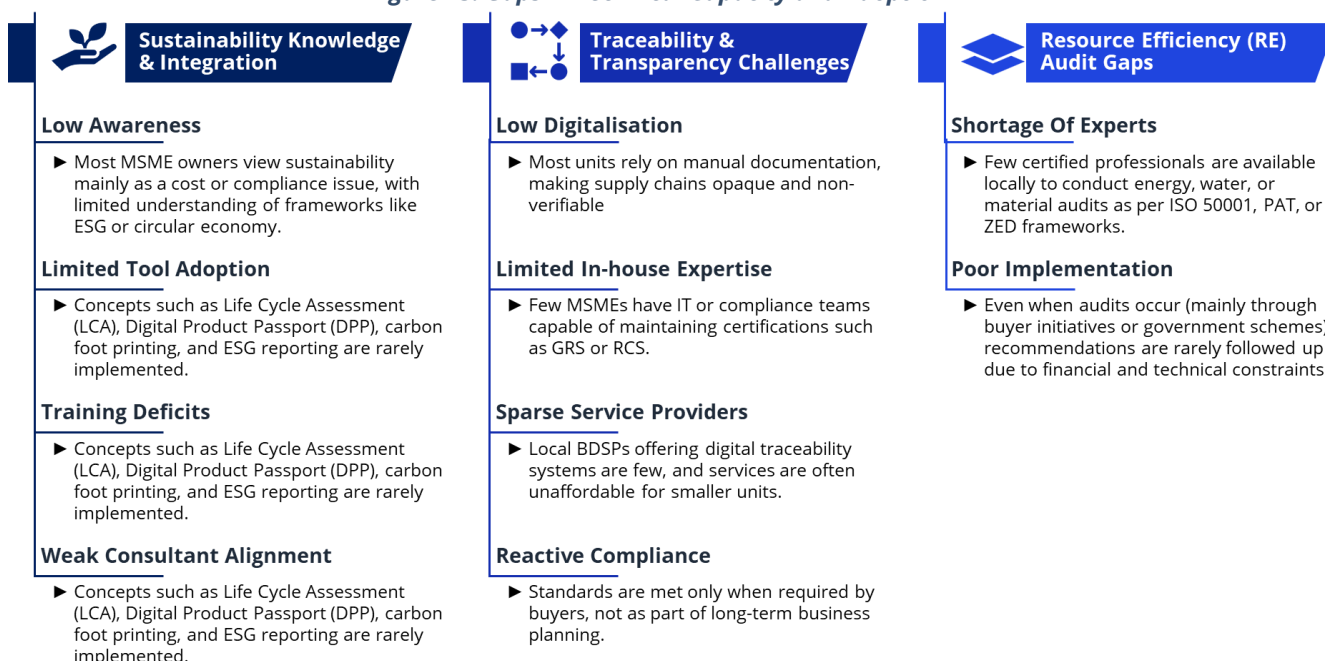 Sustainability Knowledge
& Integration
Low Awareness
► Most MSME owners view sustainability
mainly as a cost or compliance issue, with
limited understanding of frameworks like
ESG or circular economy.
Limited Tool Adoption
► Concepts such as Life Cycle Assessment
(LCA), Digital Product Passport (DPP), carbon
foot printing, and ESG reporting are rarely
implemented.
Training Deficits
► Concepts such as Life Cycle Assessment
(LCA), Digital Product Passport (DPP), carbon
foot printing, and ESG reporting are rarely
implemented.
Weak Consultant Alignment
► Concepts such as Life Cycle Assessment
(LCA), Digital Product Passport (DPP), carbon
foot printing, and ESG reporting are rarely
implemented.
Traceability &
Transparency Challenges
Low Digitalisation
► Most units rely on manual documentation,
making supply chains opaque and non-
verifiable
Limited In-house Expertise
► Few MSMEs have IT or compliance teams
capable of maintaining certifications such
as GRS or RCS.
Sparse Service Providers
► Local BDSPs offering digital traceability
systems are few, and services are often
unaffordable for smaller units.
Reactive Compliance
► Standards are met only when required by
buyers, not as part of long-term business
planning.
Resource Efficiency (RE)
Audit Gaps
Shortage Of Experts
► Few certified professionals are available
locally to conduct energy, water, or
material audits as per ISO 50001, PAT, or
ZED frameworks.
Poor Implementation
► Even when audits occur (mainly through
buyer initiatives or government schemes)
recommendations are rarely followed up
due to financial and technical constraints